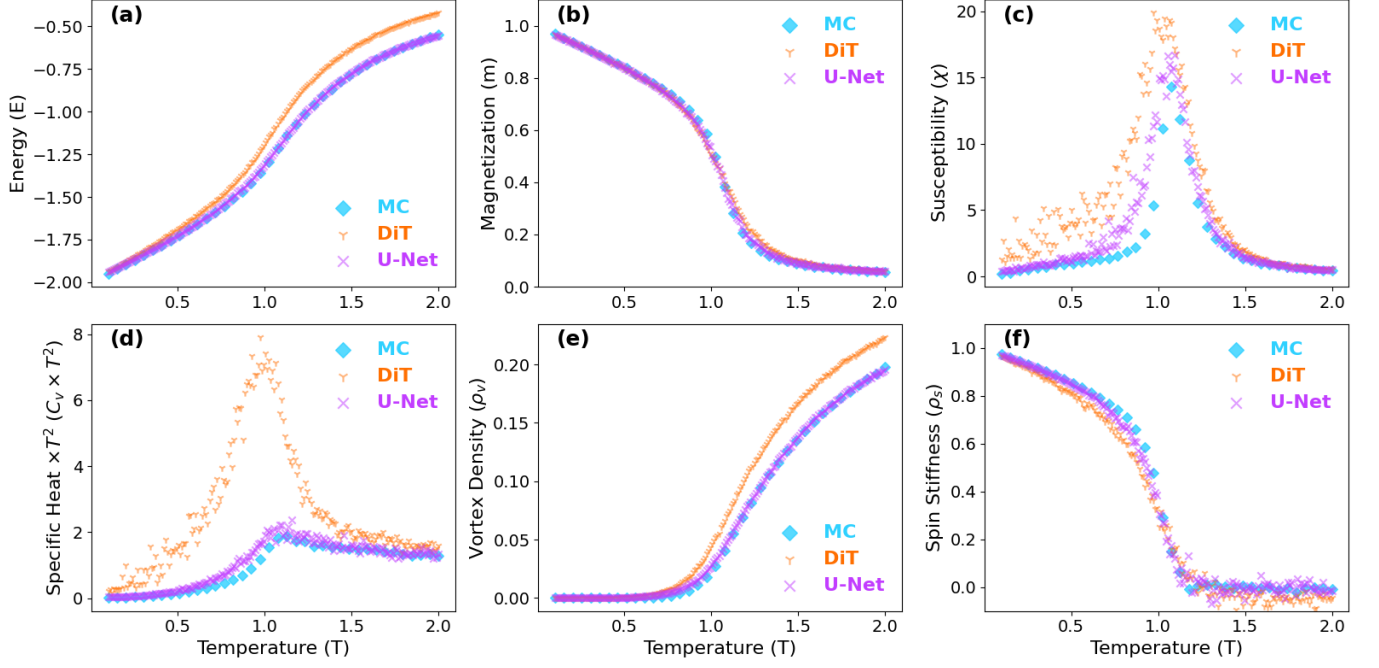 (a)
Energy (E)
−0.50
−0.75
−1.00
−1.25
−1.50
−1.75
−2.00
0.5 1.0 1.5 2.0
MC
DiT
U-Net
(b)
Magnetization (m)
1.0
0.8
0.6
0.4
0.2
0.0
0.5 1.0 1.5 2.0
MC
DiT
U-Net
(c)
Susceptibility (χ)
20
15
10
5
0
0.5 1.0 1.5 2.0
MC
DiT
U-Net
(d)
Specific Heat ×T² (Cᵥ × T²)
8
6
4
2
0
0.5 1.0 1.5 2.0
Temperature (T)
MC
DiT
U-Net
(e)
Vortex Density (ρᵥ)
0.20
0.15
0.10
0.05
0.00
0.5 1.0 1.5 2.0
Temperature (T)
MC
DiT
U-Net
(f)
Spin Stiffness (ρₛ)
1.0
0.8
0.6
0.4
0.2
0.0
0.5 1.0 1.5 2.0
Temperature (T)
MC
DiT
U-Net